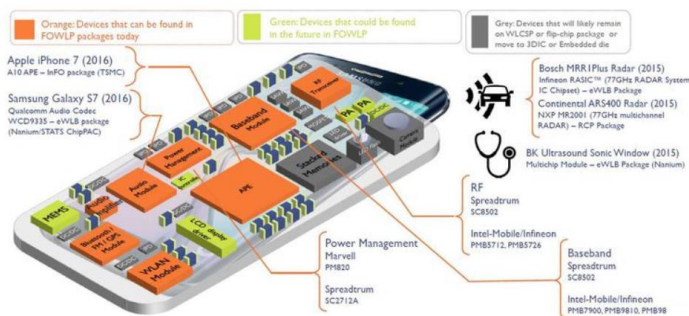 Orange: Devices that can be found in
FOWLP packages today
Green: Devices that could be found
in the future in FOWLP
Grey: Devices that will likely remain
on WLCSP or flip-chip package or
move to 3DIC or Embedded die
Apple iPhone 7 (2016)
A10 APE – InFO package (TSMC)
Samsung Galaxy S7 (2016)
Qualcomm Audio Codec
WCD9335 – eWLB package
(Nanium/STATS ChipPAC)
Bosch MRR1Plus Radar (2015)
Infineon RASIC™ (77GHz RADAR System
IC Chipset) – eWLB Package
Continental ARS400 Radar (2015)
NXP MR2001 (77GHz multichannel
RADAR) – RCP Package
BK Ultrasound Sonic Window (2015)
Multichip Module – eWLB Package (Nanium)
RF
Transceiver
Baseband
Module
PA
PA
Camera
Module
Stacked
Memories
Power
Management
Audio
Module
APE
MEMS
Audio
Amplifier
LCD display
driver
Bluetooth /
FM / GPS
Module
WLAN
Module
RF
Spreadtrum
SC8502
Intel-Mobile/Infineon
PMB5712, PMB5726
Power Management
Marvell
PM820
Spreadtrum
SC2712A
Baseband
Spreadtrum
SC8502
Intel-Mobile/Infineon
PMB7900, PMB9810, PMB98